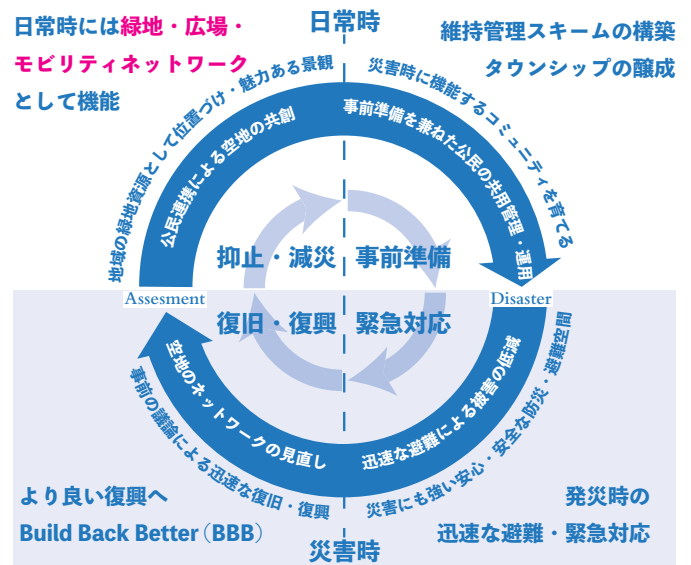 日常時には緑地・広場・
モビリティネットワーク
として機能
日常時
維持管理スキームの構築
タウンシップの醸成
地域の緑地資源として位置づけ・魅力ある景観
災害時に機能するコミュニティを育てる
公民連携による空地の共創
事前準備を兼ねた公民の共用管理・運用
抑止・減災
事前準備
Assesment
Disaster
復旧・復興
緊急対応
空地のネットワークの見直し
迅速な避難による被害の低減
事前の議論による迅速な復旧・復興
災害にも強い安心・安全な防災・避難空間
より良い復興へ
Build Back Better（BBB）
発災時の
迅速な避難・緊急対応
災害時